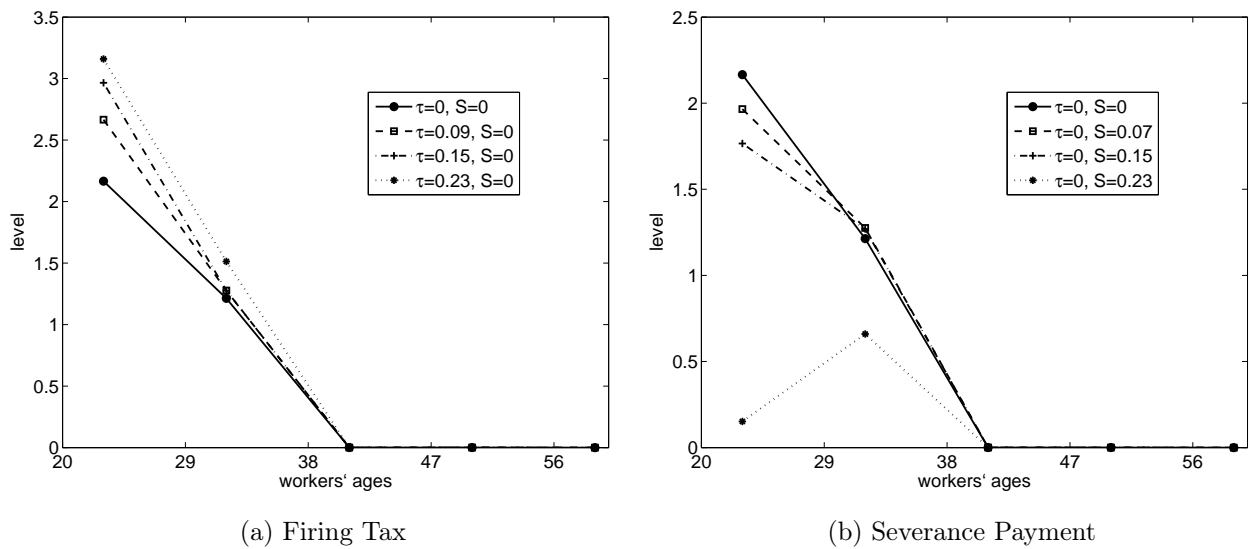 3.5
3
2.5
2
1.5
1
0.5
0
level
20 29 38 47 56
workers‘ ages
τ=0, S=0
τ=0.09, S=0
τ=0.15, S=0
τ=0.23, S=0
(a) Firing Tax
2.5
2
1.5
1
0.5
0
level
20 29 38 47 56
workers‘ ages
τ=0, S=0
τ=0, S=0.07
τ=0, S=0.15
τ=0, S=0.23
(b) Severance Payment